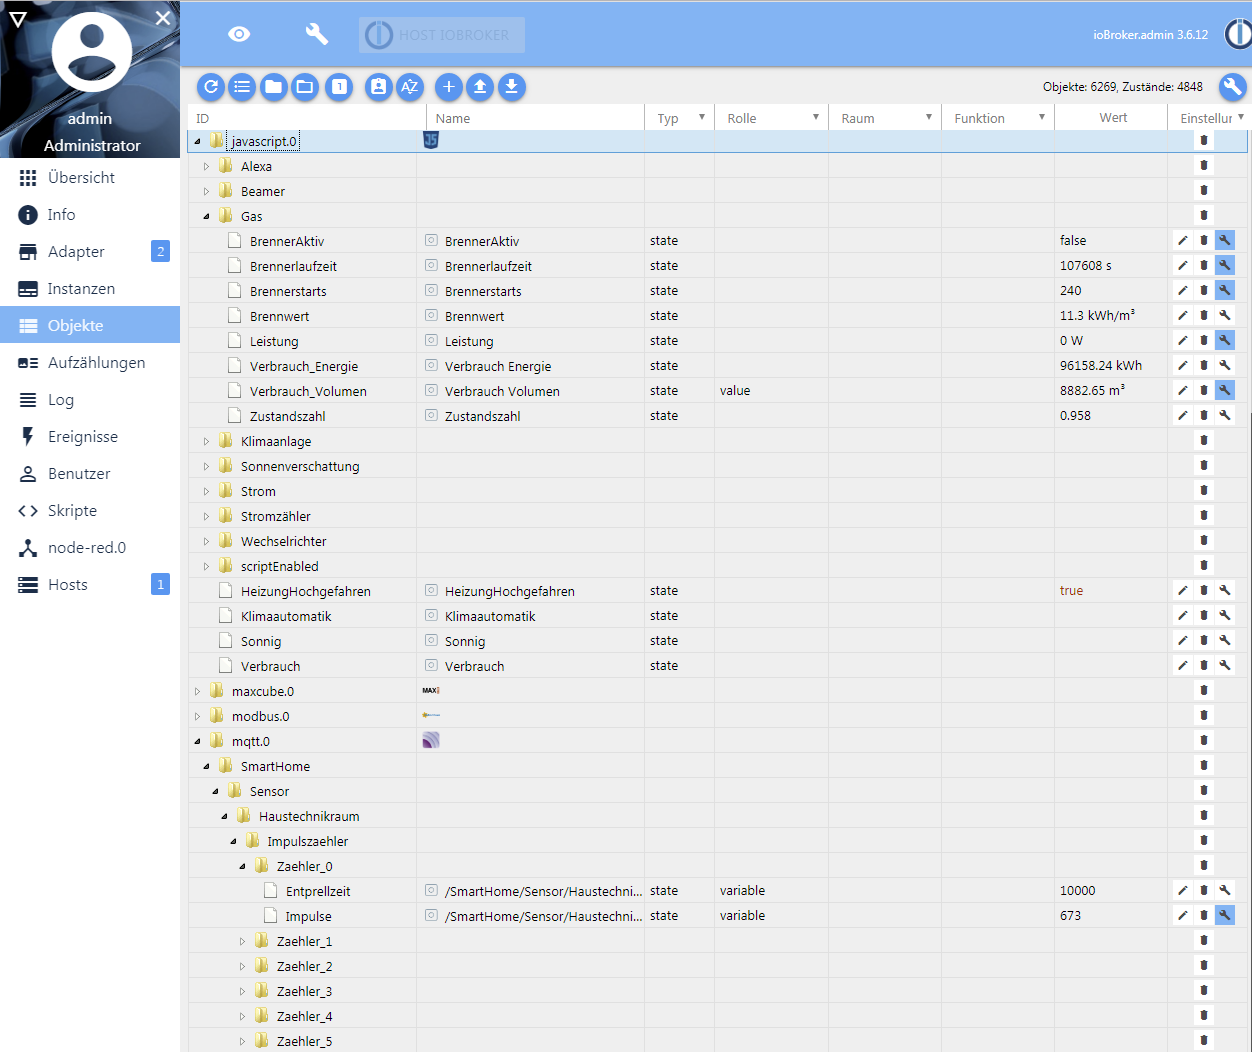 admin
Administrator
Übersicht
Info
Adapter 2
Instanzen
Objekte
Aufzählungen
Log
Ereignisse
Benutzer
Skripte
node-red.0
Hosts 1
HOST IOBROKER
ioBroker.admin 3.6.12
Objekte: 6269, Zustände: 4848
ID Name Typ Rolle Raum Funktion Wert Einstellur
javascript.0
Alexa
Beamer
Gas
BrennerAktiv BrennerAktiv state false
Brennerlaufzeit Brennerlaufzeit state 107608 s
Brennerstarts Brennerstarts state 240
Brennwert Brennwert state 11.3 kWh/m³
Leistung Leistung state 0 W
Verbrauch_Energie Verbrauch Energie state 96158.24 kWh
Verbrauch_Volumen Verbrauch Volumen state value 8882.65 m³
Zustandszahl Zustandszahl state 0.958
Klimaanlage
Sonnenverschattung
Strom
Stromzähler
Wechselrichter
scriptEnabled
HeizungHochgefahren HeizungHochgefahren state true
Klimaautomatik Klimaautomatik state
Sonnig Sonnig state
Verbrauch Verbrauch state
maxcube.0 MAX!
modbus.0
mqtt.0
SmartHome
Sensor
Haustechnikraum
Impulszaehler
Zaehler_0
Entprellzeit /SmartHome/Sensor/Haustechni... state variable 10000
Impulse /SmartHome/Sensor/Haustechni... state variable 673
Zaehler_1
Zaehler_2
Zaehler_3
Zaehler_4
Zaehler_5